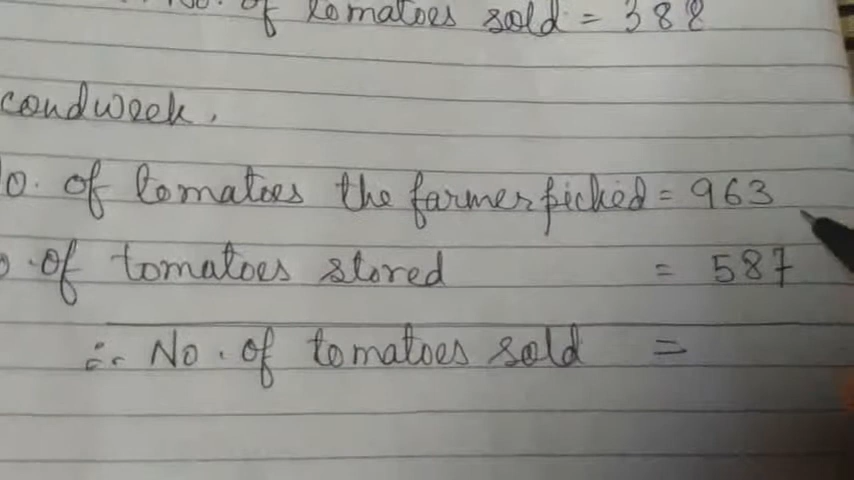 No. of tomatoes sold = 388
condweek.
o. of tomatoes the farmer picked = 963
o. of tomatoes stored = 587
∴ No. of tomatoes sold =